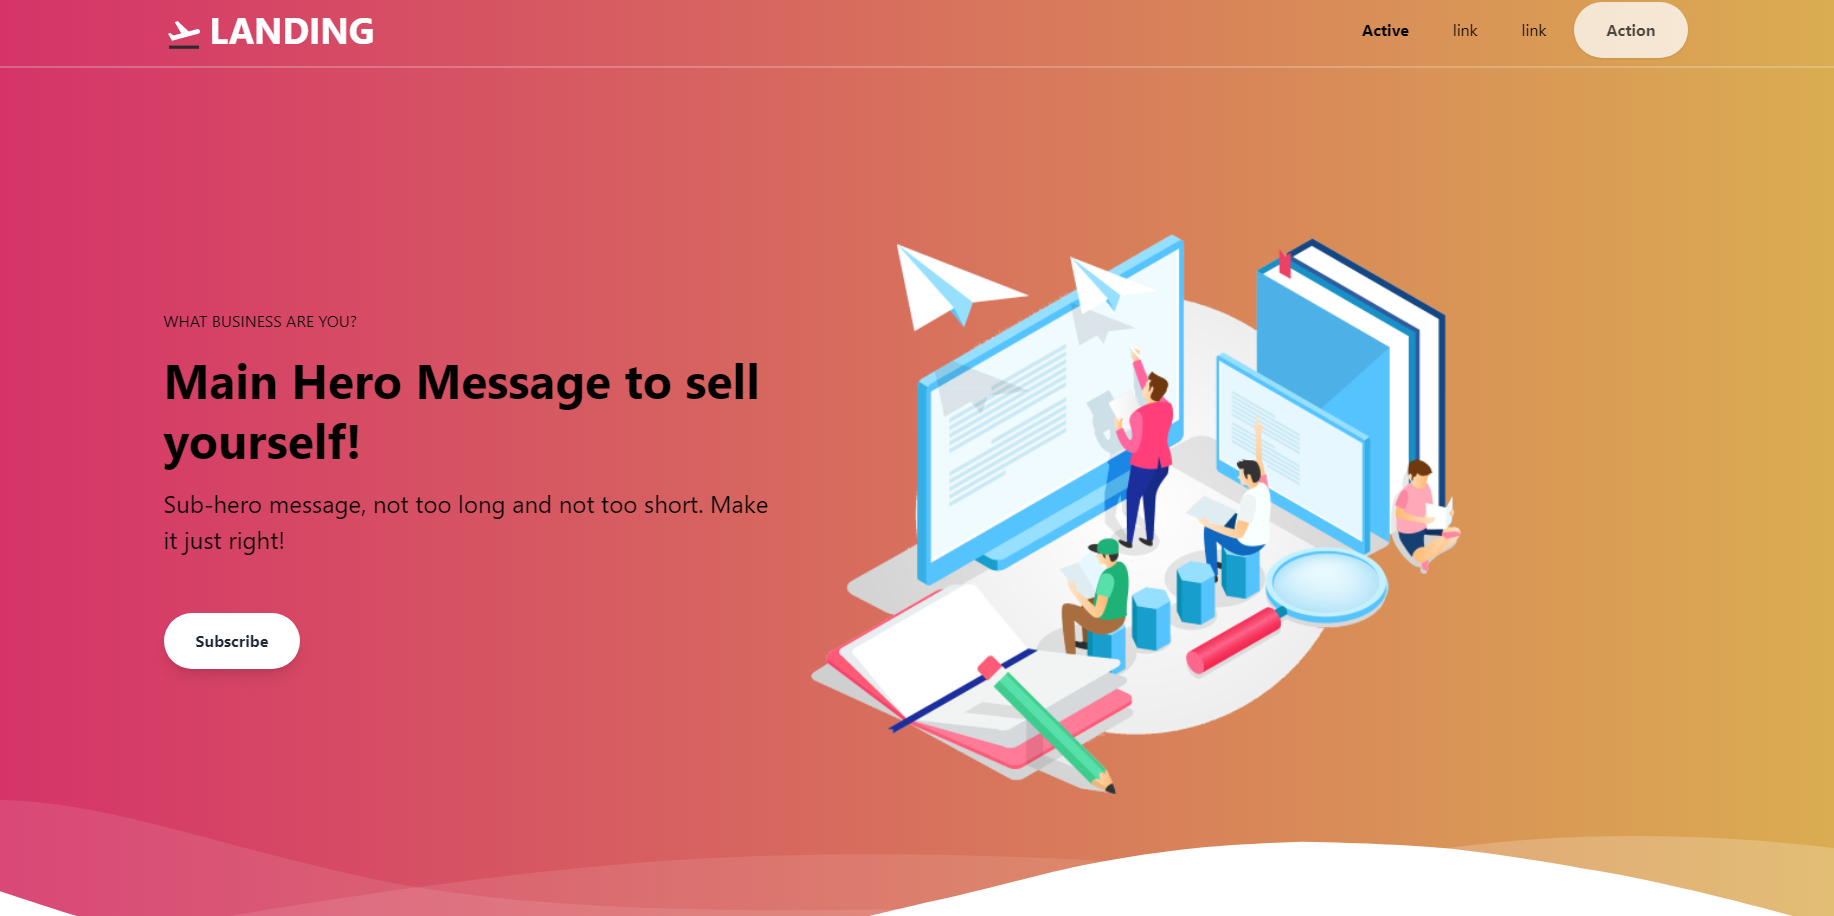 LANDING
Active
link
link
Action
WHAT BUSINESS ARE YOU?
Main Hero Message to sell
yourself!
Sub-hero message, not too long and not too short. Make
it just right!
Subscribe